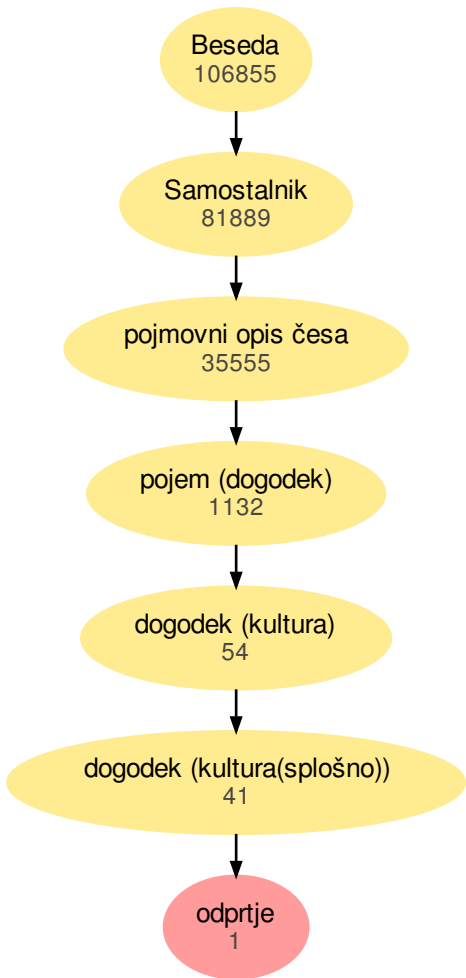 Beseda
106855
Samostalnik
81889
pojmovni opis česa
35555
pojem (dogodek)
1132
dogodek (kultura)
54
dogodek (kultura(splošno))
41
odprtje
1